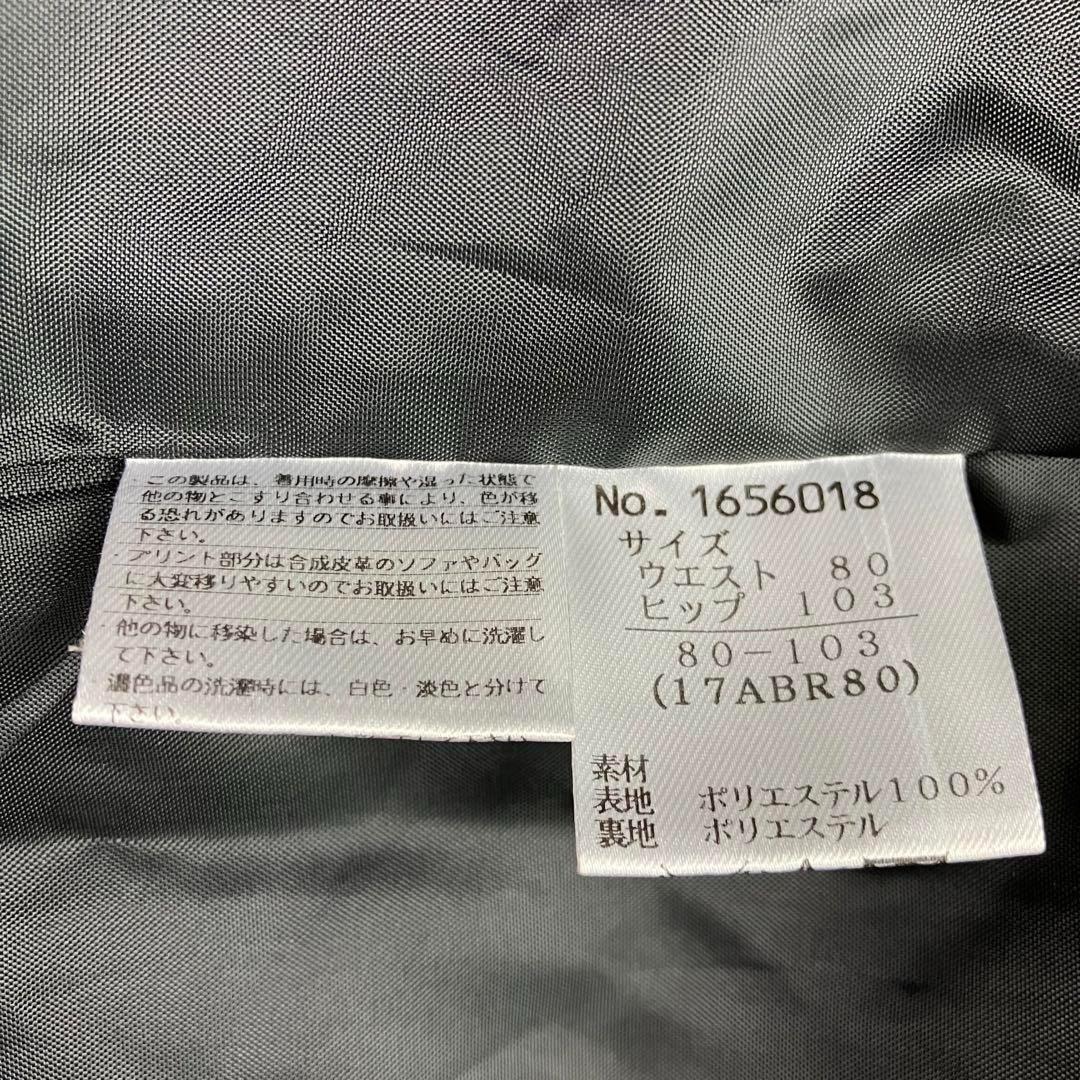 ・この製品は、着用時の摩擦や湿った状態で
他の物とこすり合わせる事により、色が移
る恐れがありますのでお取扱いにはご注意
下さい。
・プリント部分は合成皮革のソファやバッグ
に大変移りやすいのでお取扱いにはご注意
下さい。
・他の物に移染した場合は、お早めに洗濯し
て下さい。
濃色品の洗濯時には、白色・淡色と分けて
下さい。
No. 1656018
サイズ
ウエスト 80
ヒップ 103
80-103
(17ABR80)
素材
表地 ポリエステル100%
裏地 ポリエステル